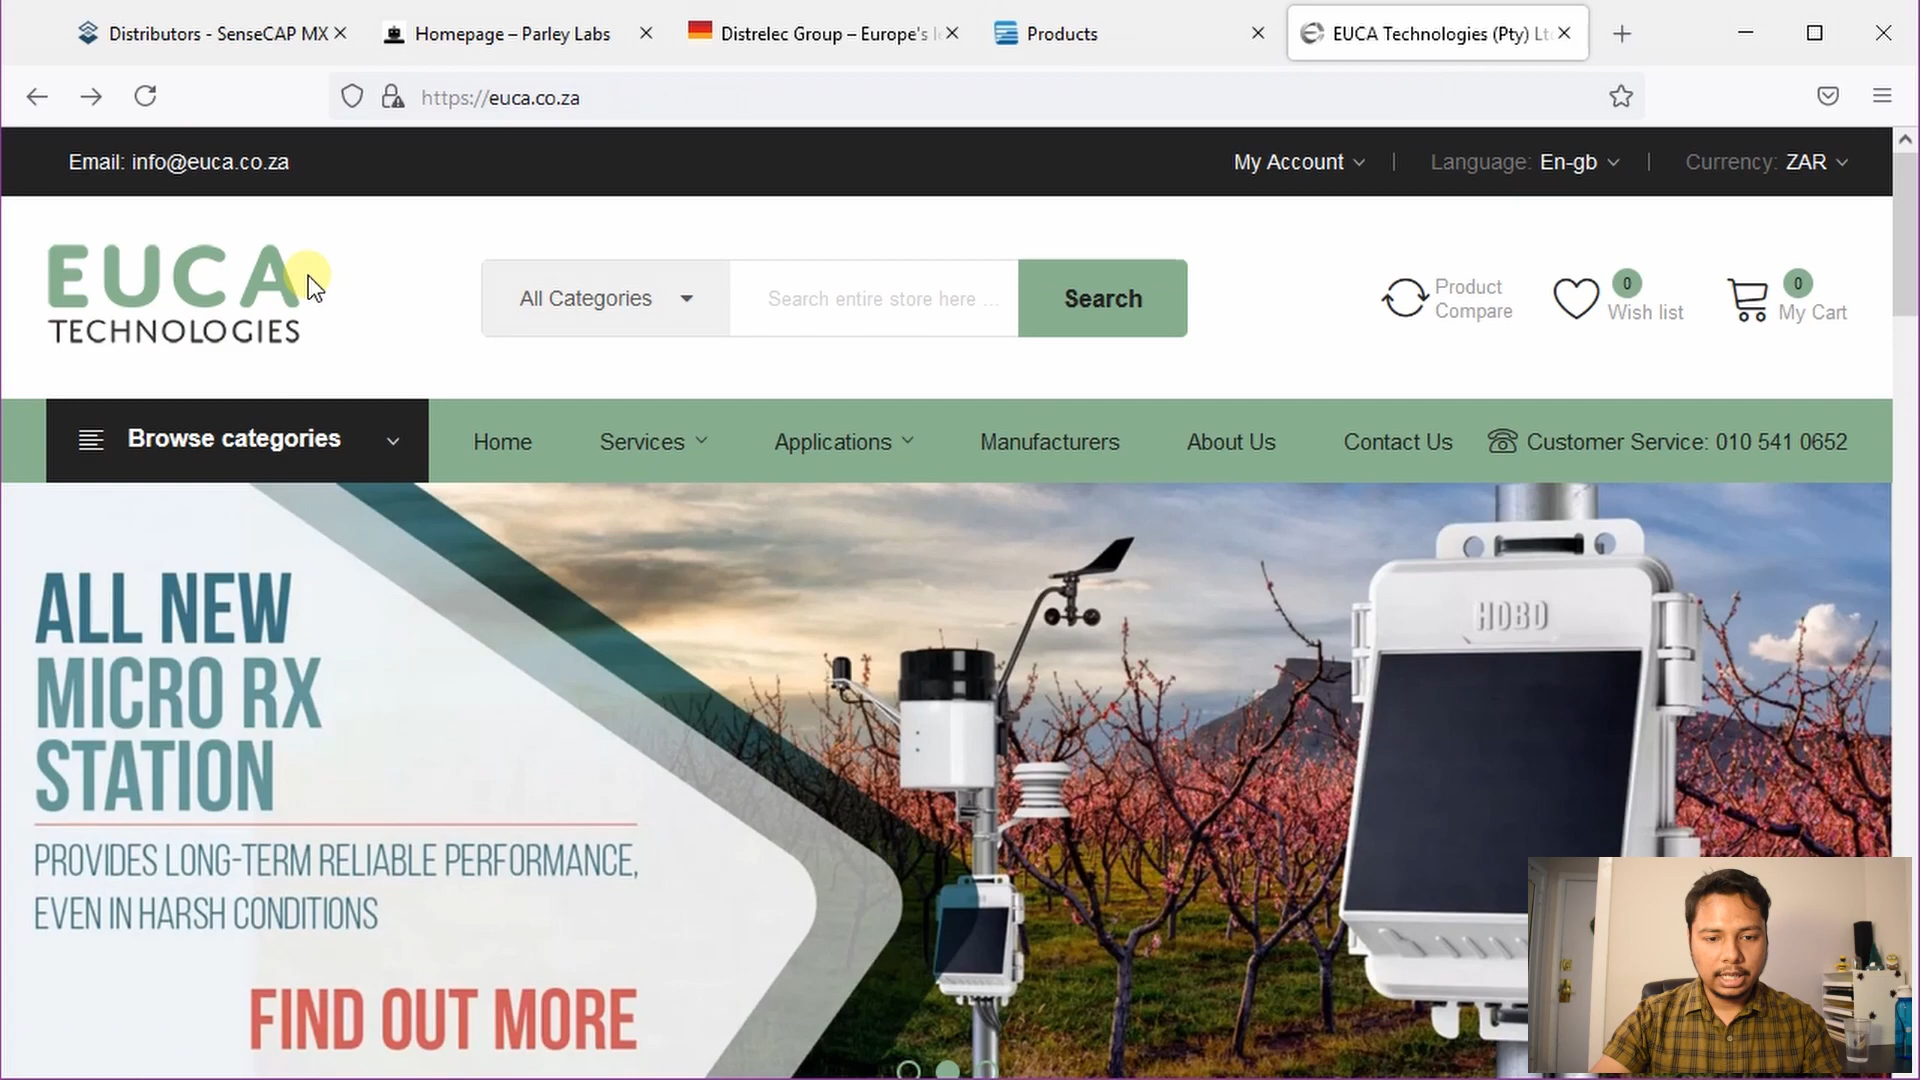 Distributors - SenseCAP MX
Homepage – Parley Labs
Distrelec Group – Europe's l
Products
EUCA Technologies (Pty) Lt
https://euca.co.za
Email: info@euca.co.za
My Account
Language: En-gb
Currency: ZAR
EUCA
TECHNOLOGIES
All Categories
Search entire store here ...
Search
Product
Compare
0
Wish list
0
My Cart
Browse categories
Home
Services
Applications
Manufacturers
About Us
Contact Us
Customer Service: 010 541 0652
ALL NEW
MICRO RX
STATION
PROVIDES LONG-TERM RELIABLE PERFORMANCE,
EVEN IN HARSH CONDITIONS
FIND OUT MORE
HOBO